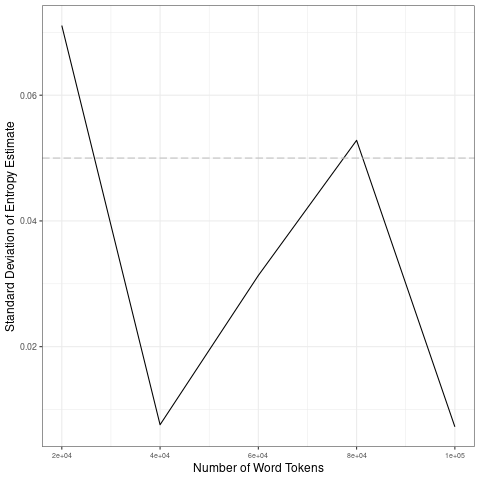 Standard Deviation of Entropy Estimate
0.06
0.04
0.02
2e+04 4e+04 6e+04 8e+04 1e+05
Number of Word Tokens